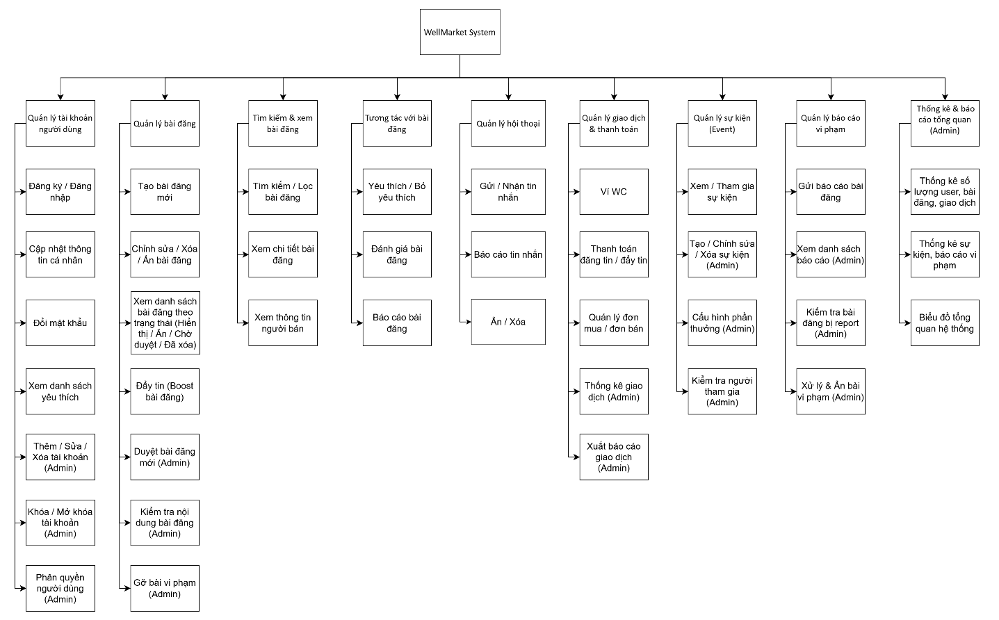 WellMarket System
Quản lý tài khoản
người dùng
Đăng ký / Đăng
nhập
Cập nhật thông
tin cá nhân
Đổi mật khẩu
Xem danh sách
yêu thích
Thêm / Sửa /
Xóa tài khoản
(Admin)
Khóa / Mở khóa
tài khoản
(Admin)
Phân quyền
người dùng
(Admin)
Quản lý bài đăng
Tạo bài đăng
mới
Chỉnh sửa / Xóa
/ Ẩn bài đăng
Xem danh sách
bài đăng theo
trạng thái (Hiển
thị / Ẩn / Chờ
duyệt / Đã xóa)
Đẩy tin (Boost
bài đăng)
Duyệt bài đăng
mới (Admin)
Kiểm tra nội
dung bài đăng
(Admin)
Gỡ bài vi phạm
(Admin)
Tìm kiếm & xem
bài đăng
Tìm kiếm / Lọc
bài đăng
Xem chi tiết bài
đăng
Xem thông tin
người bán
Tương tác với bài
đăng
Yêu thích / Bỏ
yêu thích
Đánh giá bài
đăng
Báo cáo bài
đăng
Quản lý hội thoại
Gửi / Nhận tin
nhắn
Báo cáo tin nhắn
Ẩn / Xóa
Quản lý giao dịch
& thanh toán
Ví WC
Thanh toán
đăng tin / đẩy tin
Quản lý đơn
mua / đơn bán
Thống kê giao
dịch (Admin)
Xuất báo cáo
giao dịch
(Admin)
Quản lý sự kiện
(Event)
Xem / Tham gia
sự kiện
Tạo / Chỉnh sửa
/ Xóa sự kiện
(Admin)
Cấu hình phần
thưởng (Admin)
Kiểm tra người
tham gia
(Admin)
Quản lý báo cáo
vi phạm
Gửi báo cáo bài
đăng
Xem danh sách
báo cáo (Admin)
Kiểm tra bài
đăng bị report
(Admin)
Xử lý & Ẩn bài
vi phạm (Admin)
Thống kê & báo
cáo tổng quan
(Admin)
Thống kê số
lượng user, bài
đăng, giao dịch
Thống kê sự
kiện, báo cáo vi
phạm
Biểu đồ tổng
quan hệ thống